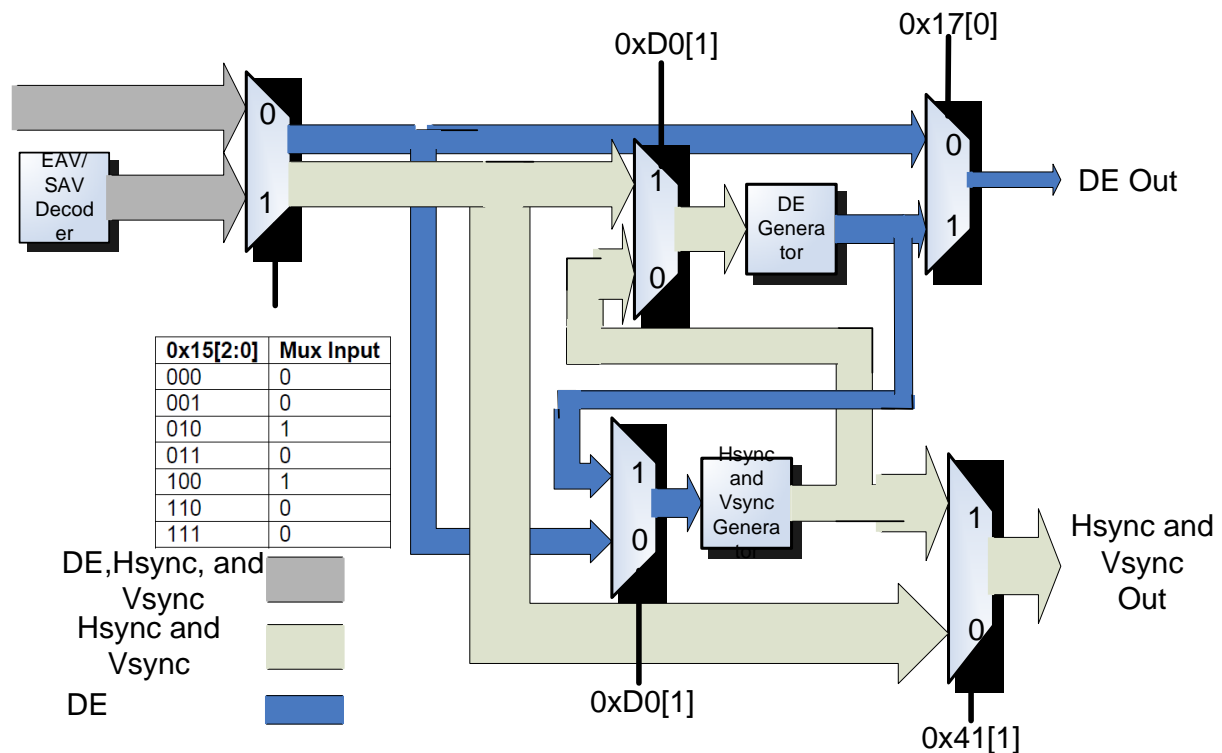 0xD0[1]
0x17[0]
0
1
EAV/
SAV
Decod
er
1
0
DE
Genera
tor
0
1
DE Out
0x15[2:0] Mux Input
000 0
001 0
010 1
011 0
100 1
110 0
111 0
1
0
Hsync
and
Vsync
Genera
tor
1
0
Hsync and
Vsync
Out
DE,Hsync, and
Vsync
Hsync and
Vsync
DE
0xD0[1]
0x41[1]